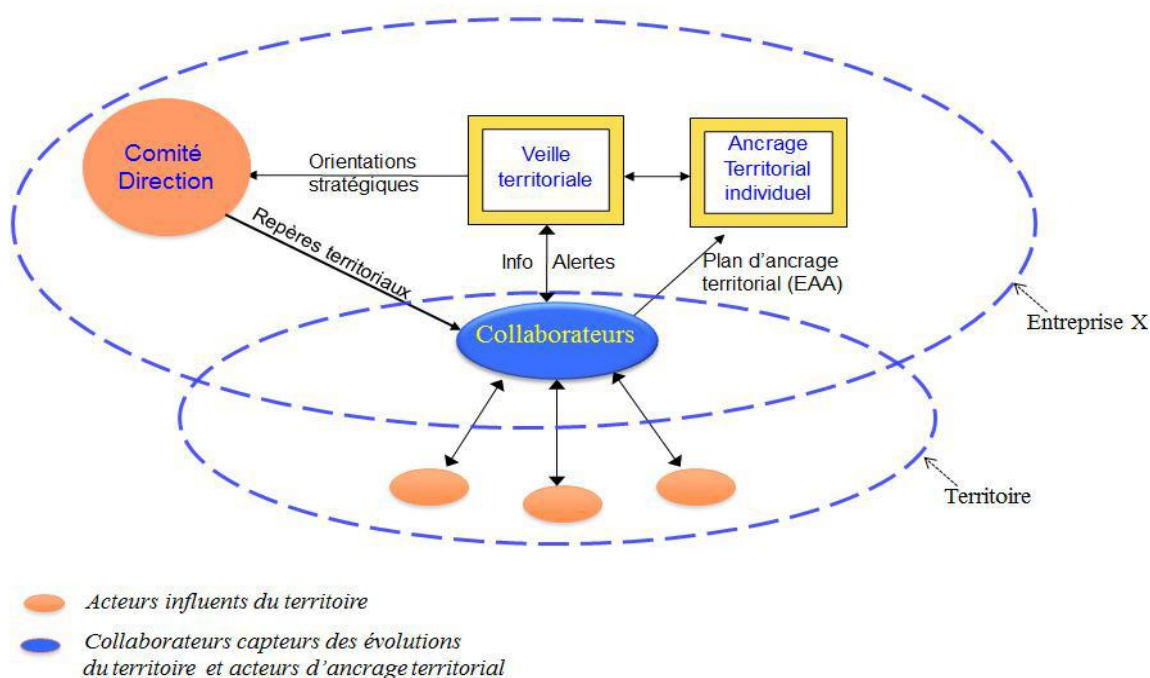 Comité
Direction
Orientations
stratégiques
Veille
territoriale
Ancrage
Territorial
individuel
Repères territoriaux
Info
Alertes
Plan d'ancrage
territorial (EAA)
Collaborateurs
Entreprise X
Territoire
Acteurs influents du territoire
Collaborateurs capteurs des évolutions
du territoire et acteurs d'ancrage territorial